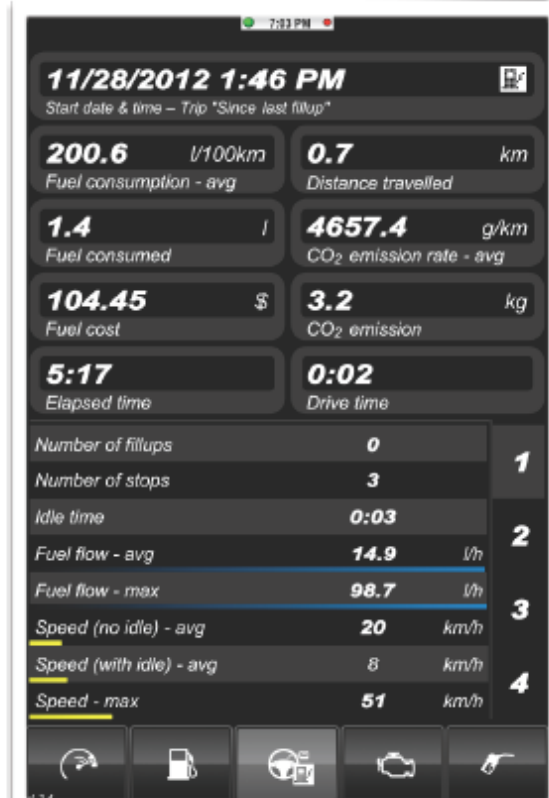 7:03 PM
11/28/2012 1:46 PM
Start date & time – Trip "Since last fillup"
200.6 l/100km
Fuel consumption - avg
0.7 km
Distance travelled
1.4 l
Fuel consumed
4657.4 g/km
CO₂ emission rate - avg
104.45 $
Fuel cost
3.2 kg
CO₂ emission
5:17
Elapsed time
0:02
Drive time
Number of fillups 0
Number of stops 3
Idle time 0:03
Fuel flow - avg 14.9 l/h
Fuel flow - max 98.7 l/h
Speed (no idle) - avg 20 km/h
Speed (with idle) - avg 8 km/h
Speed - max 51 km/h
1
2
3
4